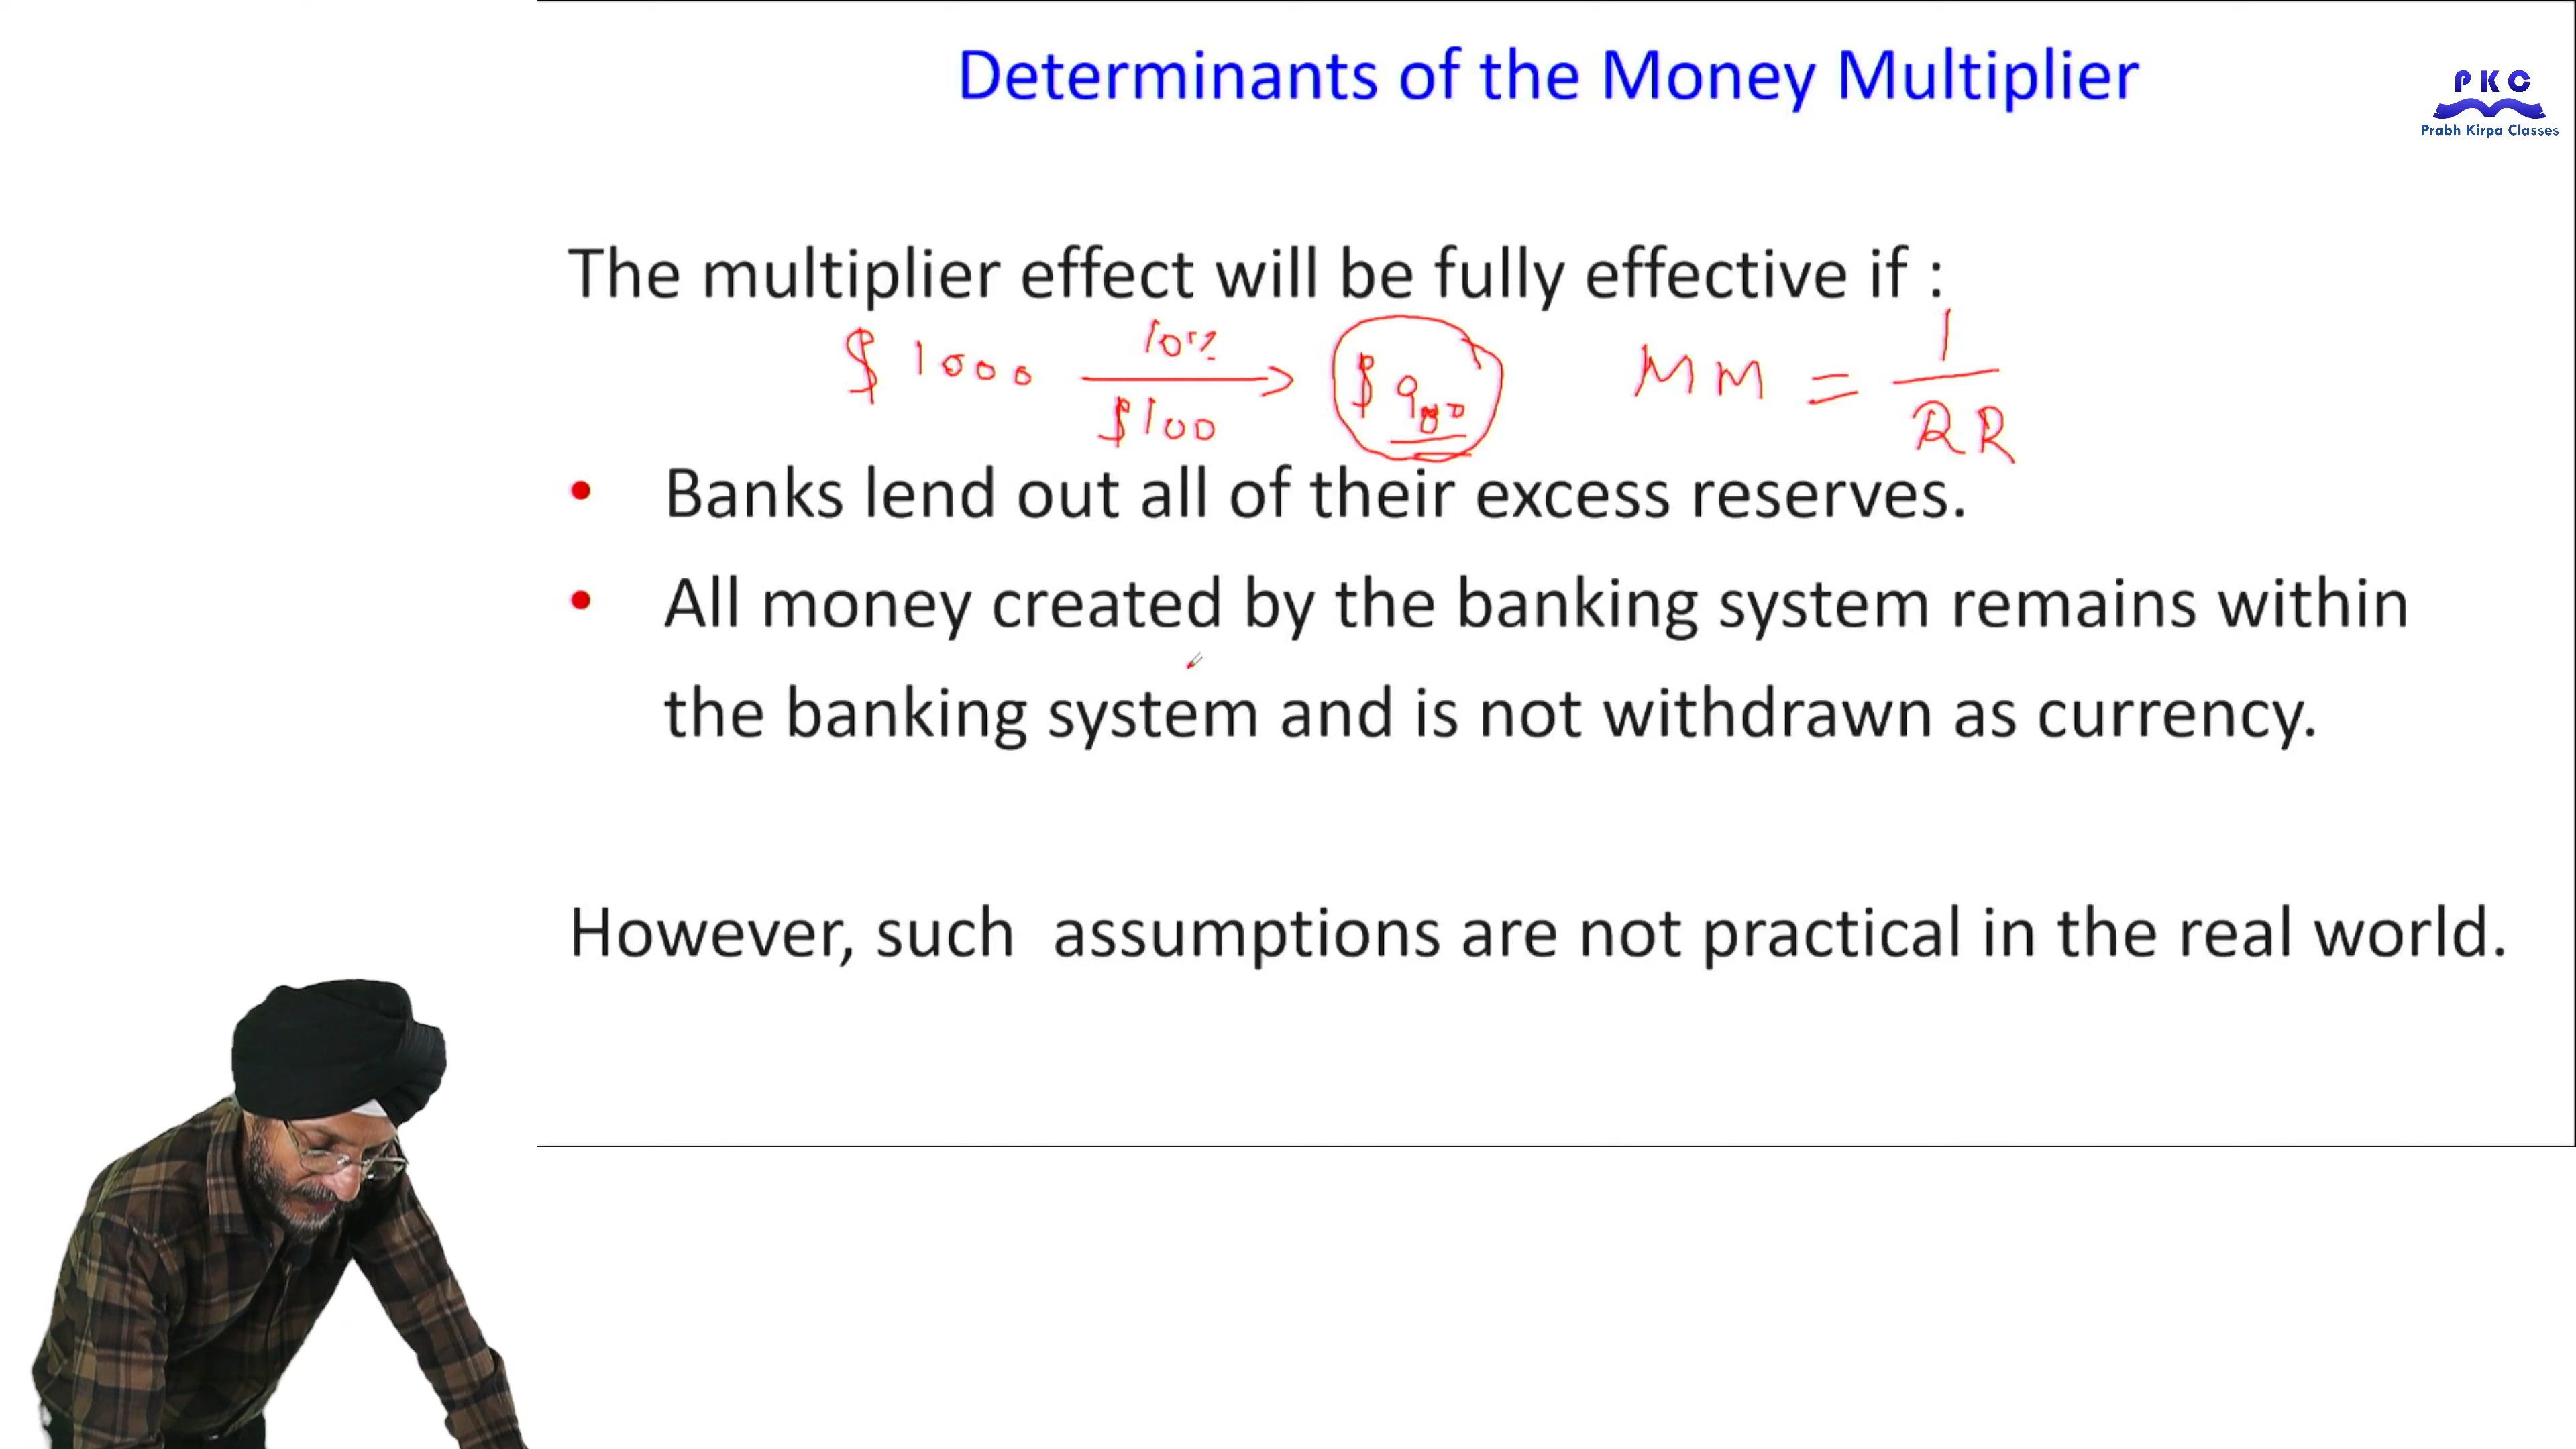 Determinants of the Money Multiplier
P K C
Prabh Kirpa Classes
The multiplier effect will be fully effective if :
$ 1000 10% $100 $ 900 MM = 1 RR
• Banks lend out all of their excess reserves.
• All money created by the banking system remains within
the banking system and is not withdrawn as currency.
However, such assumptions are not practical in the real world.